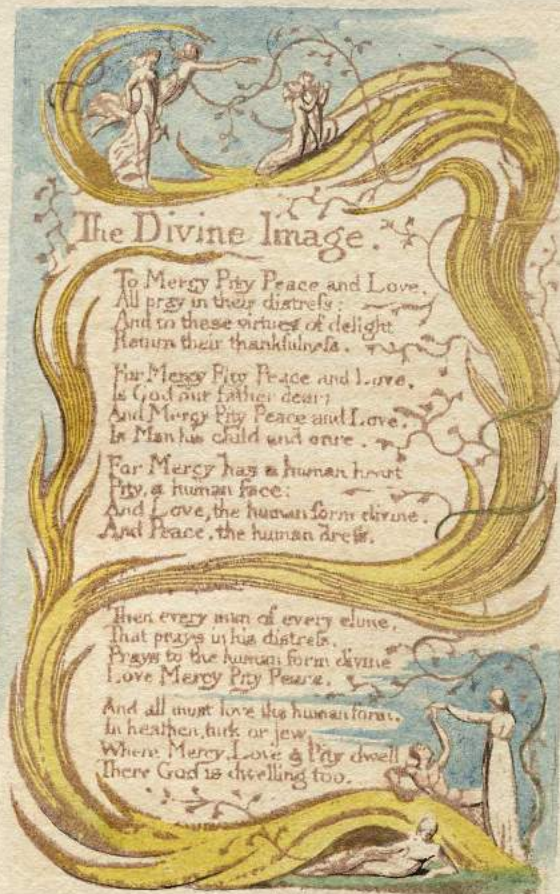 The Divine Image.
To Mercy Pity Peace and Love,
All pray in their distreſs:
And to these virtues of delight
Return their thankfulneſs.
For Mercy Pity Peace and Love,
Is God our father dear;
And Mercy Pity Peace and Love,
Is Man his child and care.
For Mercy has a human heart
Pity, a human face:
And Love, the human form divine,
And Peace, the human dreſs.
Then every man of every clime,
That prays in his distreſs,
Prays to the human form divine
Love Mercy Pity Peace.
And all must love the human form,
In heathen, turk or jew,
Where Mercy, Love & Pity dwell
There God is dwelling too.